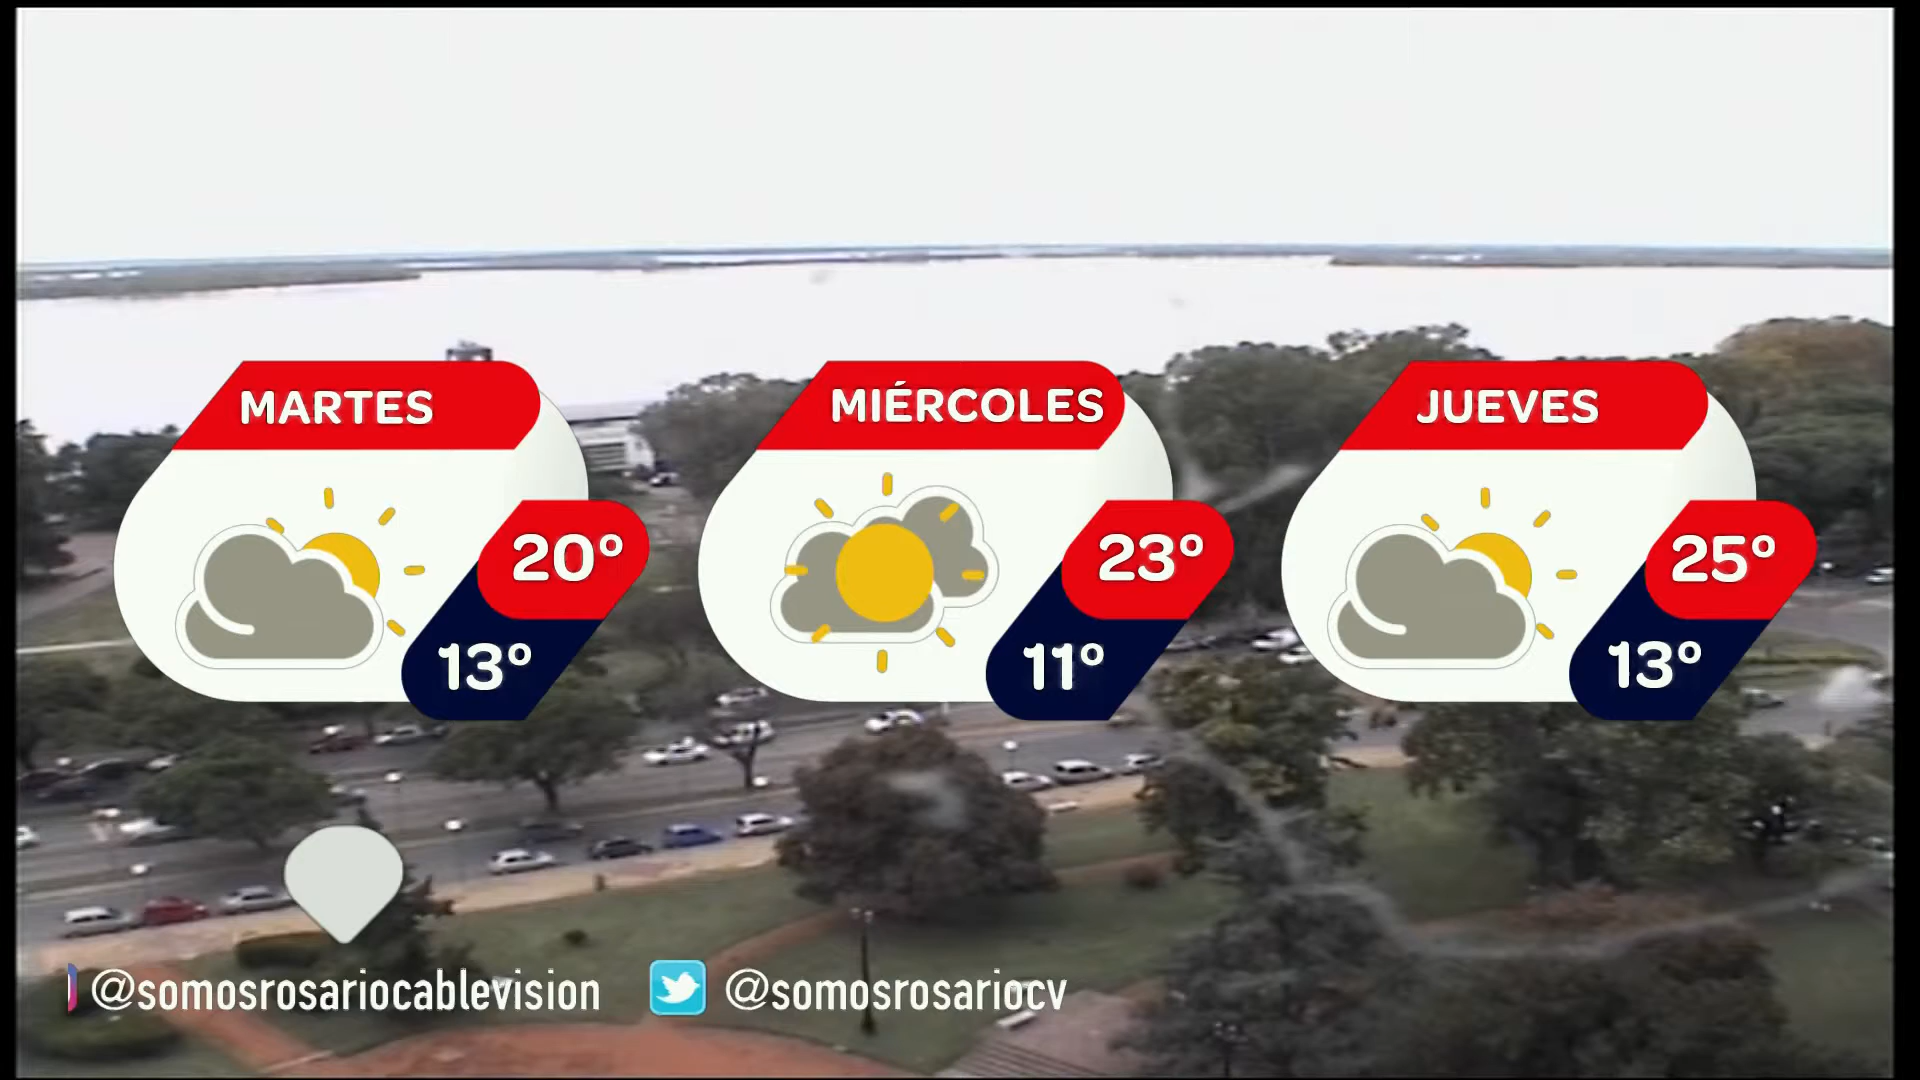 MARTES
20°
13°
MIÉRCOLES
23°
11°
JUEVES
25°
13°
@somosrosariocablevision
@somosrosariocv